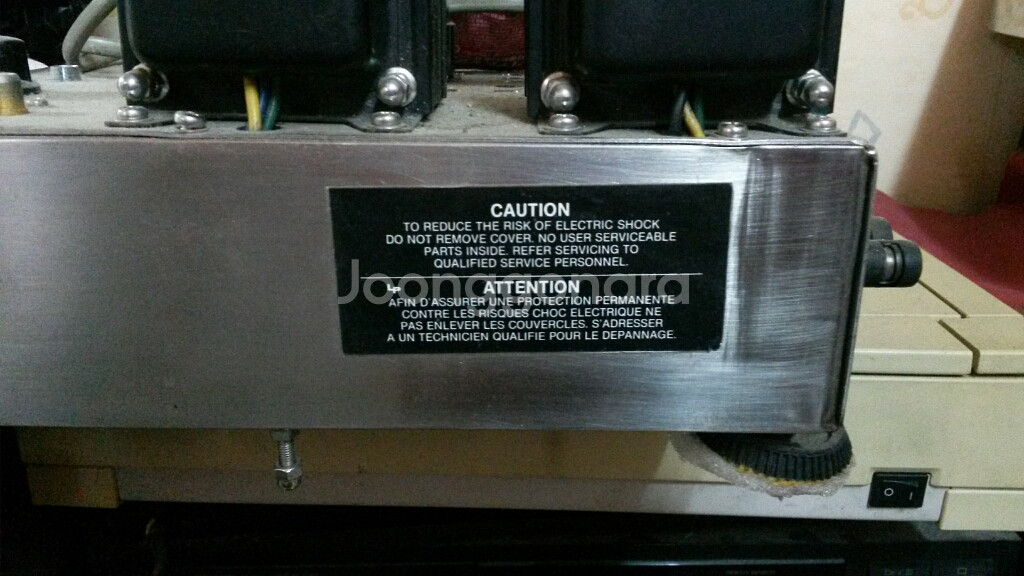 CAUTION
TO REDUCE THE RISK OF ELECTRIC SHOCK
DO NOT REMOVE COVER. NO USER SERVICEABLE
PARTS INSIDE. REFER SERVICING TO
QUALIFIED SERVICE PERSONNEL.
LP ATTENTION
AFIN D'ASSURER UNE PROTECTION PERMANENTE
CONTRE LES RISQUES CHOC ELECTRIQUE NE
PAS ENLEVER LES COUVERCLES. S'ADRESSER
A UN TECHNICIEN QUALIFIE POUR LE DEPANNAGE.
Joonggonara
O I